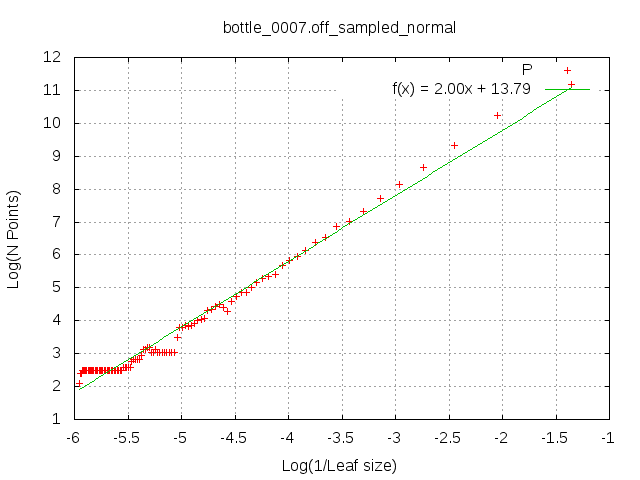 bottle_0007.off_sampled_normal
P
f(x) = 2.00x + 13.79
12
11
10
9
8
7
6
5
4
3
2
1
Log(N Points)
-6 -5.5 -5 -4.5 -4 -3.5 -3 -2.5 -2 -1.5 -1
Log(1/Leaf size)